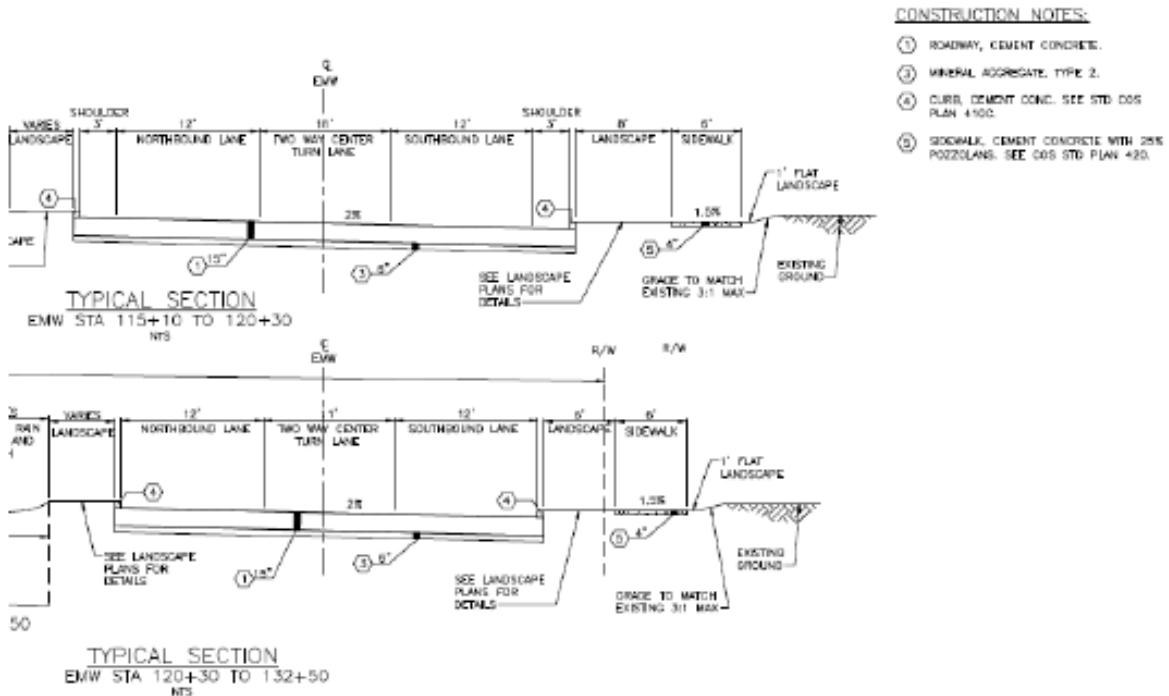 CONSTRUCTION NOTES:
1 ROADWAY, CEMENT CONCRETE.
3 MINERAL AGGREGATE, TYPE 2.
4 CURB, CEMENT CONC. SEE STD COS
PLAN 410C.
5 SIDEWALK, CEMENT CONCRETE WITH 25%
POZZOLANS. SEE COS STD PLAN 420.
EMW
SHOULDER
SHOULDER
VARIES
3'
12'
12'
3'
6'
LANDSCAPE
NORTHBOUND LANE
TWO WAY CENTER
TURN LANE
SOUTHBOUND LANE
LANDSCAPE
SIDEWALK
1' FLAT
LANDSCAPE
4
4
2%
1.5%
CAPE
1 15"
3 6"
5 4"
SEE LANDSCAPE
PLANS FOR
DETAILS
GRADE TO MATCH
EXISTING 3:1 MAX
EXISTING
GROUND
TYPICAL SECTION
EMW STA 115+10 TO 120+30
NTS
EMW
R/W
R/W
VARIES
12'
12'
6'
6'
RAIN
AND
LANDSCAPE
NORTHBOUND LANE
TWO WAY CENTER
TURN LANE
SOUTHBOUND LANE
LANDSCAPE
SIDEWALK
1' FLAT
LANDSCAPE
4
4
2%
1.5%
SEE LANDSCAPE
PLANS FOR
DETAILS
1 15"
3 6"
5 4"
SEE LANDSCAPE
PLANS FOR
DETAILS
GRADE TO MATCH
EXISTING 3:1 MAX
EXISTING
GROUND
50
TYPICAL SECTION
EMW STA 120+30 TO 132+50
NTS